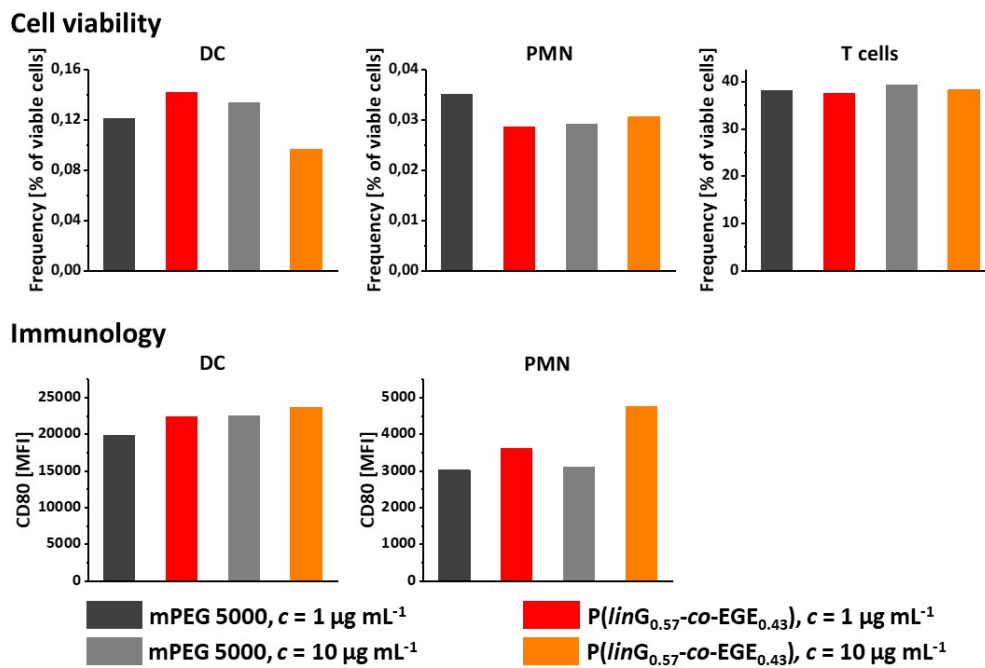 Cell viability
DC
Frequency [% of viable cells]
0,16
0,12
0,08
0,04
0,00
PMN
Frequency [% of viable cells]
0,04
0,03
0,02
0,01
0,00
T cells
Frequency [% of viable cells]
40
30
20
10
0
Immunology
DC
CD80 [MFI]
25000
20000
15000
10000
5000
0
PMN
CD80 [MFI]
5000
4000
3000
2000
1000
0
mPEG 5000, c = 1 µg mL-1
P(linG0.57-co-EGE0.43), c = 1 µg mL-1
mPEG 5000, c = 10 µg mL-1
P(linG0.57-co-EGE0.43), c = 10 µg mL-1